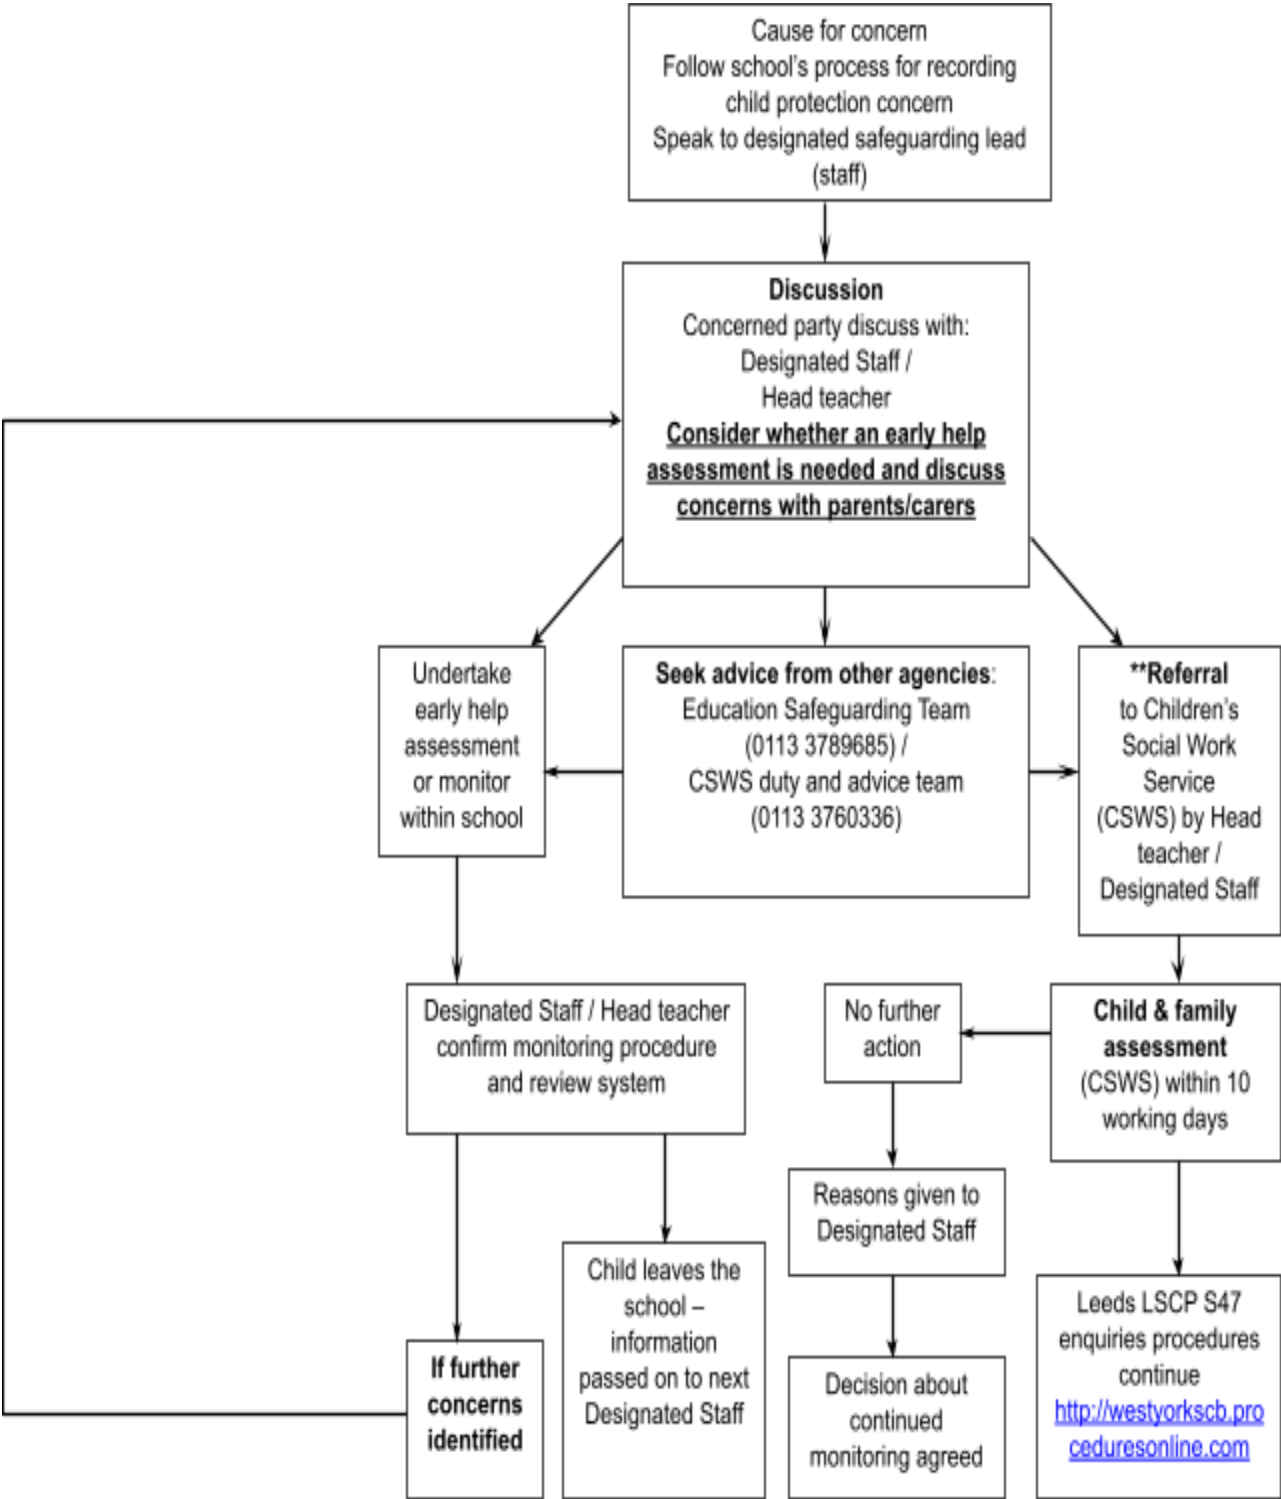 Cause for concern
Follow school's process for recording
child protection concern
Speak to designated safeguarding lead
(staff)
Discussion
Concerned party discuss with:
Designated Staff /
Head teacher
Consider whether an early help
assessment is needed and discuss
concerns with parents/carers
Undertake
early help
assessment
or monitor
within school
Seek advice from other agencies:
Education Safeguarding Team
(0113 3789685) /
CSWS duty and advice team
(0113 3760336)
**Referral
to Children's
Social Work
Service
(CSWS) by Head
teacher /
Designated Staff
Designated Staff / Head teacher
confirm monitoring procedure
and review system
No further
action
Child & family
assessment
(CSWS) within 10
working days
Reasons given to
Designated Staff
Child leaves the
school –
information
passed on to next
Designated Staff
If further
concerns
identified
Decision about
continued
monitoring agreed
Leeds LSCP S47
enquiries procedures
continue
http://westyorkscb.pro
ceduresonline.com